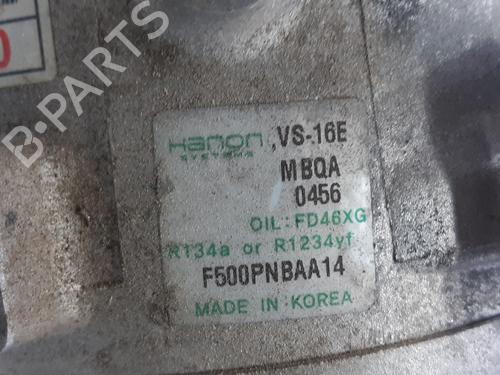 Hanon ,VS-16E
SYSTEMS
MBQA
0456
OIL:FD46XG
R134a or R1234yf
F500PNBAA14
MADE IN KOREA
B-PARTS